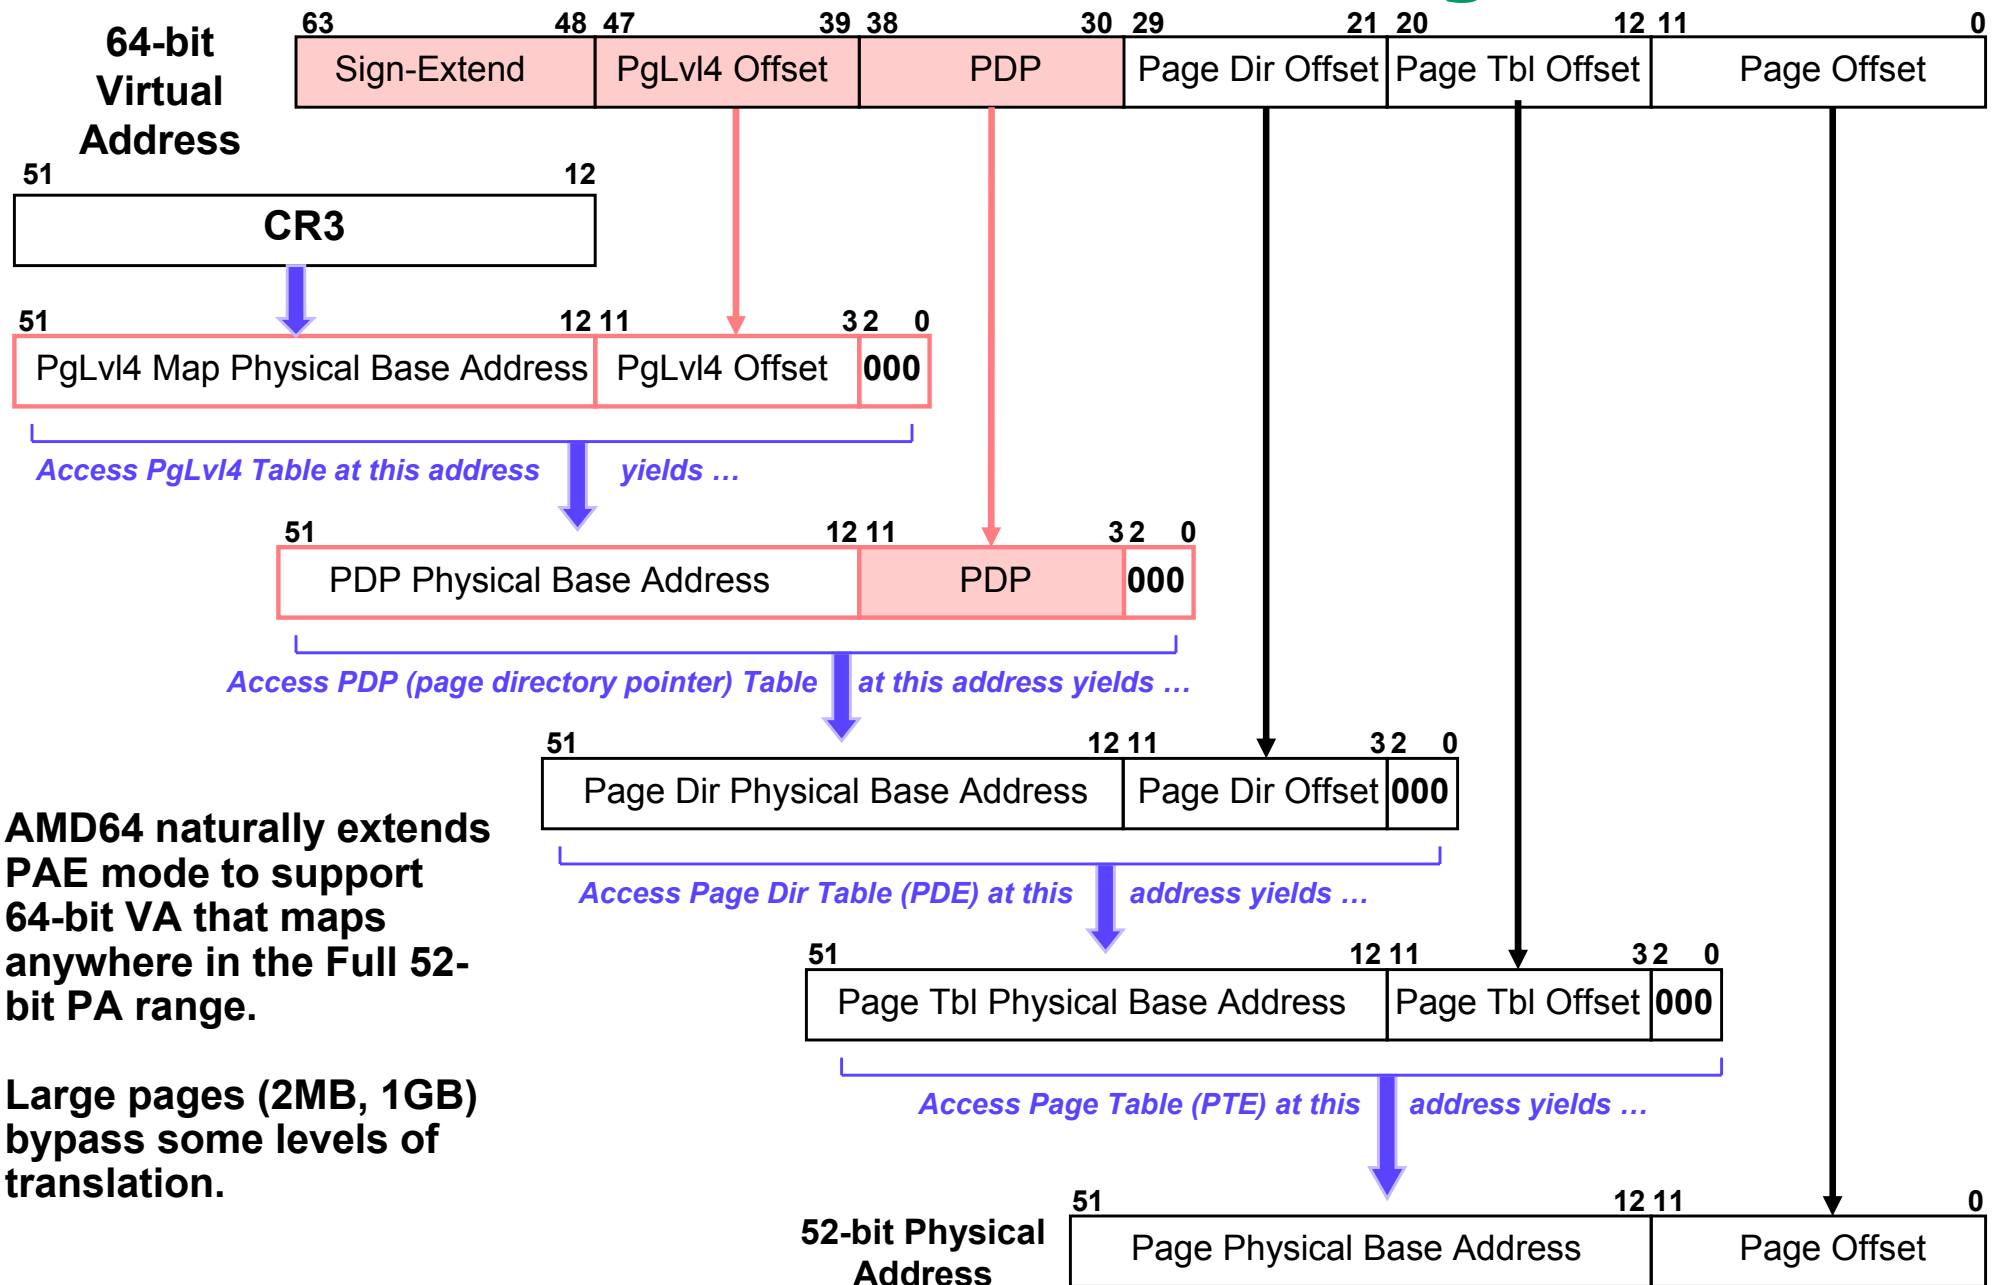 63 48 47 39 38 30 29 21 20 12 11 0
64-bit
Virtual
Address
Sign-Extend PgLvl4 Offset PDP Page Dir Offset Page Tbl Offset Page Offset
51 12
CR3
51 12 11 3 2 0
PgLvl4 Map Physical Base Address PgLvl4 Offset 000
Access PgLvl4 Table at this address yields …
51 12 11 3 2 0
PDP Physical Base Address PDP 000
Access PDP (page directory pointer) Table at this address yields …
51 12 11 3 2 0
Page Dir Physical Base Address Page Dir Offset 000
Access Page Dir Table (PDE) at this address yields …
AMD64 naturally extends
PAE mode to support
64-bit VA that maps
anywhere in the Full 52-
bit PA range.
51 12 11 3 2 0
Page Tbl Physical Base Address Page Tbl Offset 000
Access Page Table (PTE) at this address yields …
Large pages (2MB, 1GB)
bypass some levels of
translation.
51 12 11 0
52-bit Physical
Address
Page Physical Base Address Page Offset